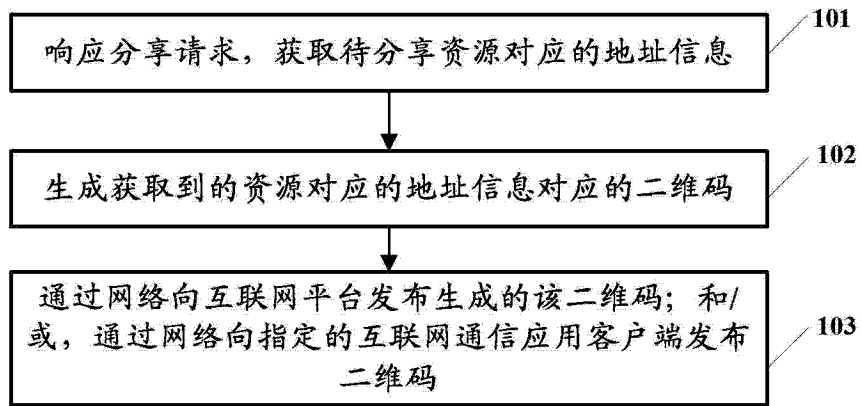 响应分享请求，获取待分享资源对应的地址信息
101
生成获取到的资源对应的地址信息对应的二维码
102
通过网络向互联网平台发布生成的该二维码；和/
或，通过网络向指定的互联网通信应用客户端发布
二维码
103